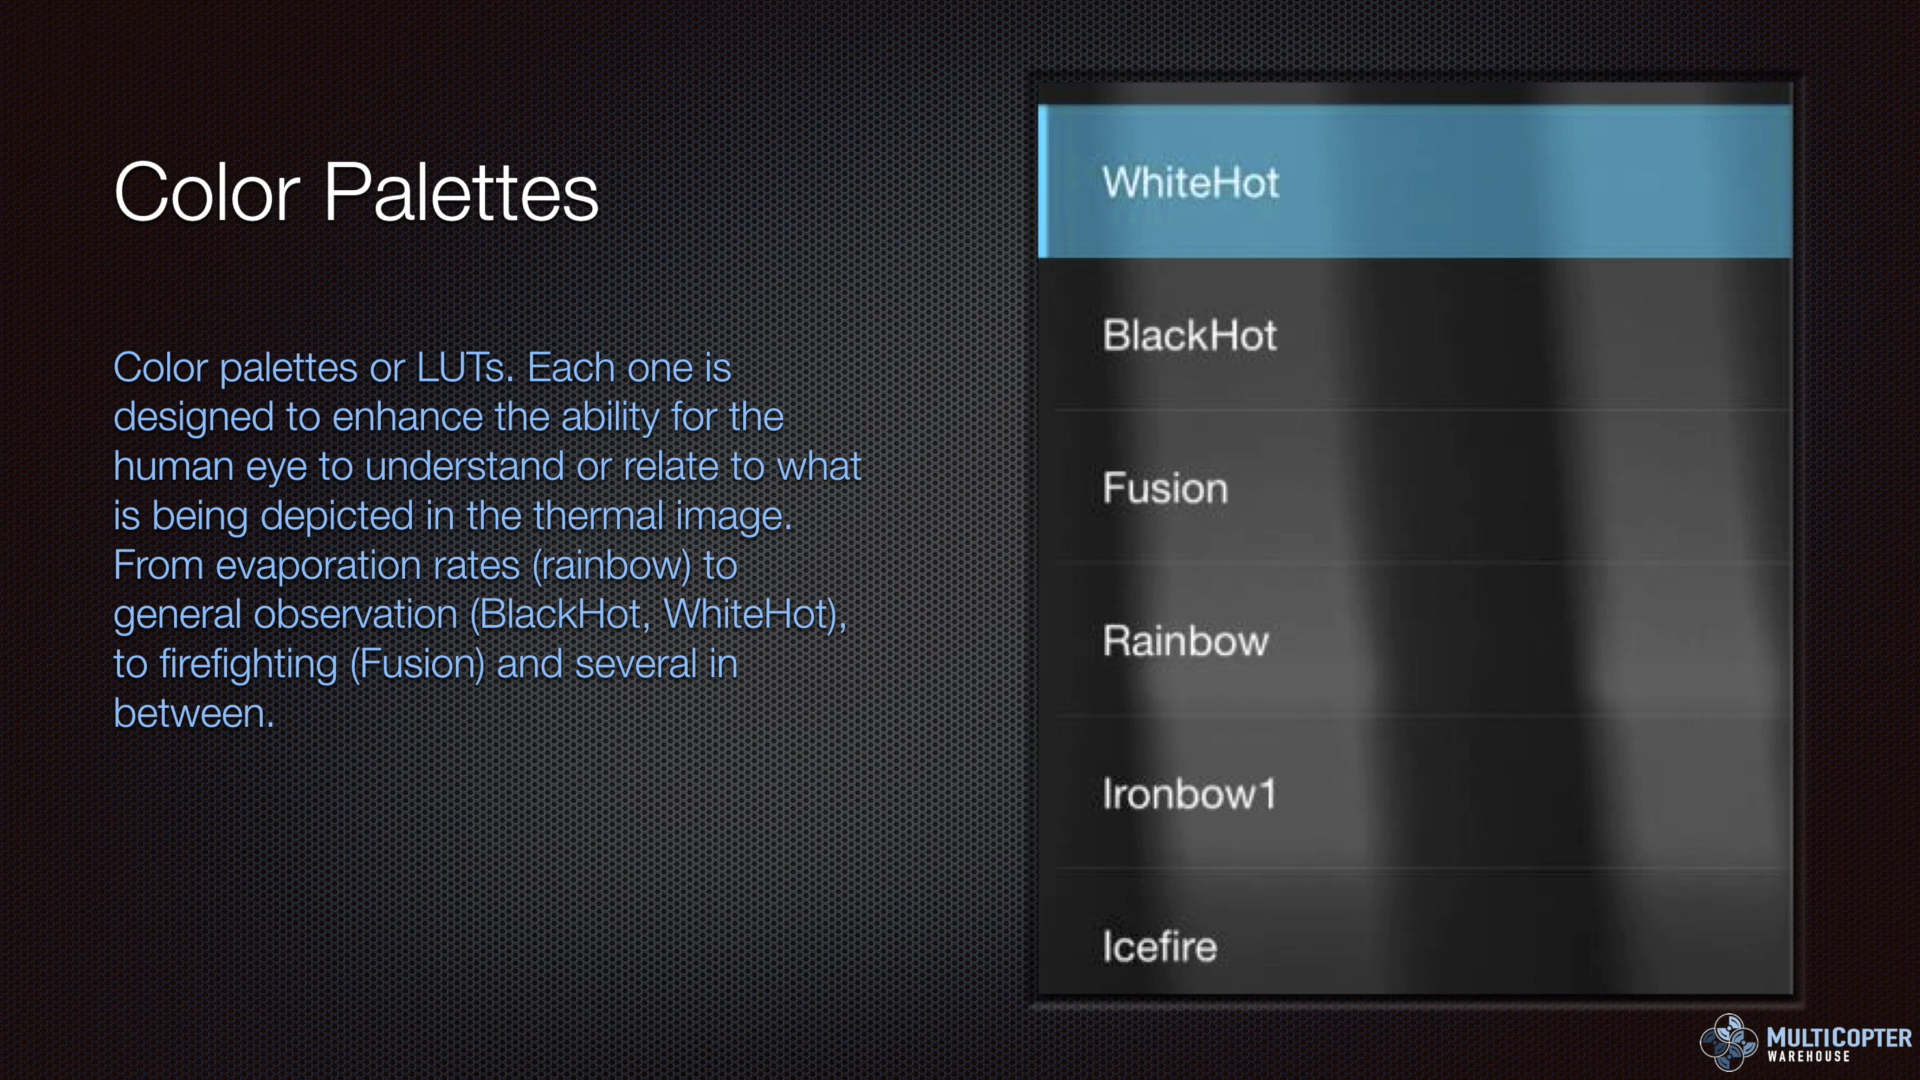 Color Palettes
Color palettes or LUTs. Each one is
designed to enhance the ability for the
human eye to understand or relate to what
is being depicted in the thermal image.
From evaporation rates (rainbow) to
general observation (BlackHot, WhiteHot),
to firefighting (Fusion) and several in
between.
WhiteHot
BlackHot
Fusion
Rainbow
Ironbow1
Icefire
MULTICOPTER
WAREHOUSE